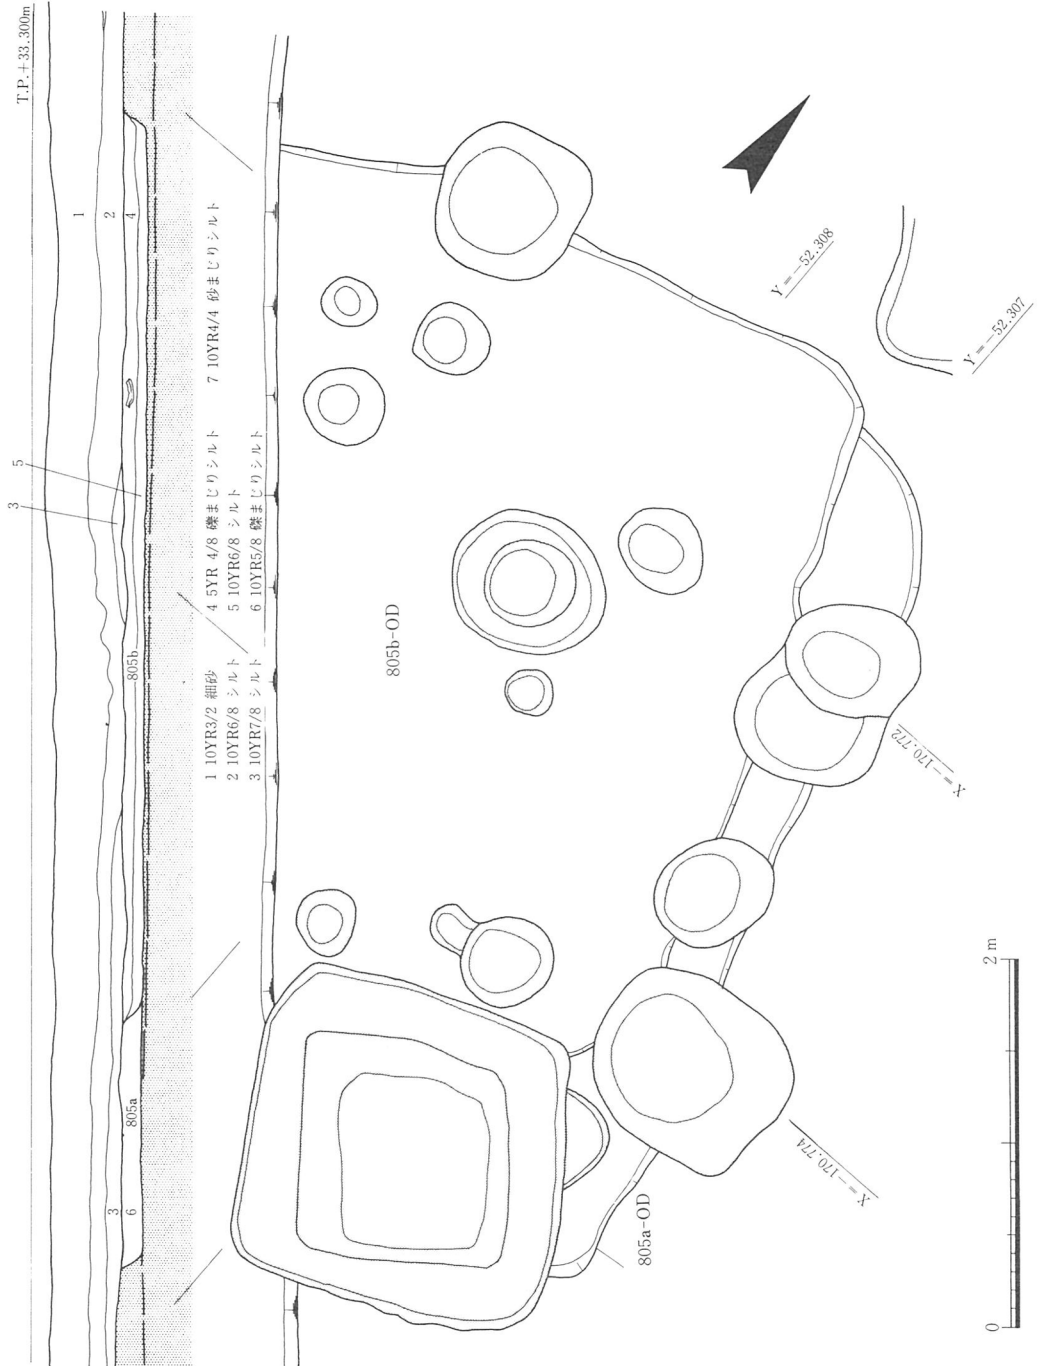 T.P.+33.300m
1
2
4
3
5
805b
805a
3
6
1 10YR3/2 細砂
2 10YR6/8 シルト
3 10YR7/8 シルト
4 5YR 4/8 礫まじりシルト
5 10YR6/8 シルト
6 10YR5/8 礫まじりシルト
7 10YR4/4 砂まじりシルト
805b-OD
805a-OD
Y=-52.308
Y=-52.307
X=-170.772
X=-170.774
0
2 m